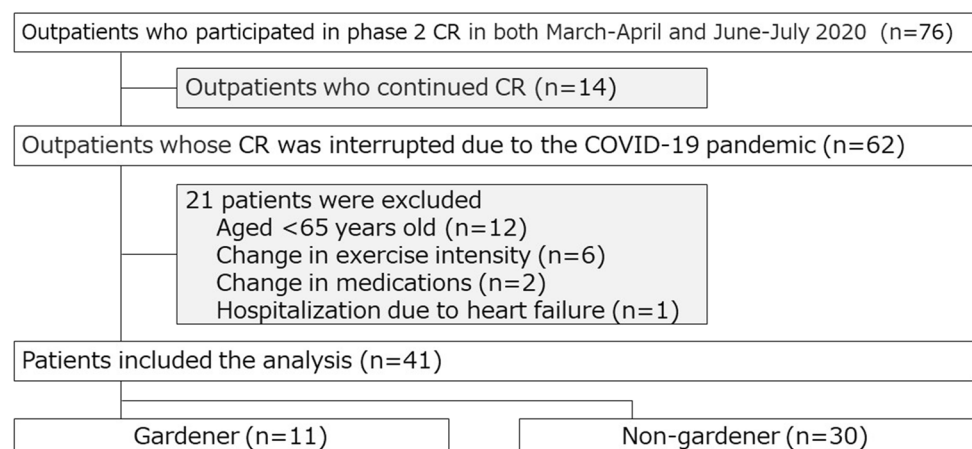 Outpatients who participated in phase 2 CR in both March-April and June-July 2020 (n=76)
Outpatients who continued CR (n=14)
Outpatients whose CR was interrupted due to the COVID-19 pandemic (n=62)
21 patients were excluded
Aged <65 years old (n=12)
Change in exercise intensity (n=6)
Change in medications (n=2)
Hospitalization due to heart failure (n=1)
Patients included the analysis (n=41)
Gardener (n=11)
Non-gardener (n=30)